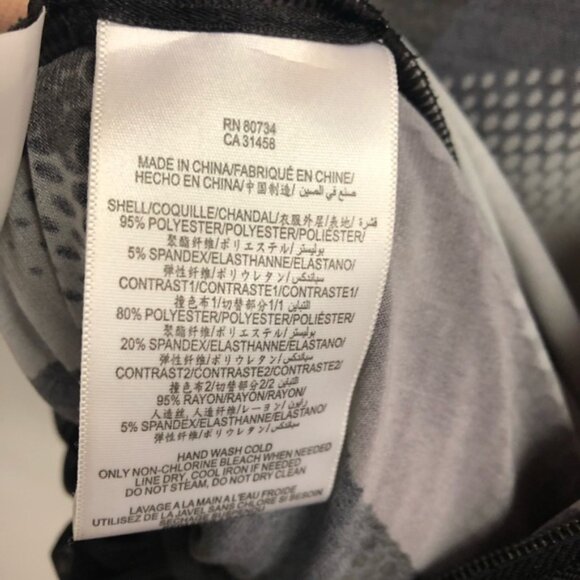 RN 80734
CA 31456
MADE IN CHINA/FABRIQUÉ EN CHINE/
HECHO EN CHINA/中国制造/ صنع في الصين
SHELL/COQUILLE/CHANDAL/衣服外层/表地/ قشرة
95% POLYESTER/POLYESTER/POLIÉSTER/
聚酯纤维/ポリエステル/ بوليستر
5% SPANDEX/ELASTHANNE/ELASTANO/
弹性纤维/ポリウレタン/ سباندكس
CONTRAST1/CONTRASTE1/CONTRASTE1/
撞色布1/切替部分1/ التباين 1
80% POLYESTER/POLYESTER/POLIÉSTER/
聚酯纤维/ポリエステル/ بوليستر
20% SPANDEX/ELASTHANNE/ELASTANO/
弹性纤维/ポリウレタン/ سباندكس
CONTRAST2/CONTRASTE2/CONTRASTE2/
撞色布2/切替部分2/ التباين 2
95% RAYON/RAYON/RAYON/
人造丝, 人造纤维/レーヨン/ رايون
5% SPANDEX/ELASTHANNE/ELASTANO/
弹性纤维/ポリウレタン/ سباندكس
HAND WASH COLD
ONLY NON-CHLORINE BLEACH WHEN NEEDED
LINE DRY, COOL IRON IF NEEDED
DO NOT STEAM, DO NOT DRY CLEAN
LAVAGE A LA MAIN A L'EAU FROIDE
UTILISEZ DE LA JAVEL SANS CHLORE SI BESOIN